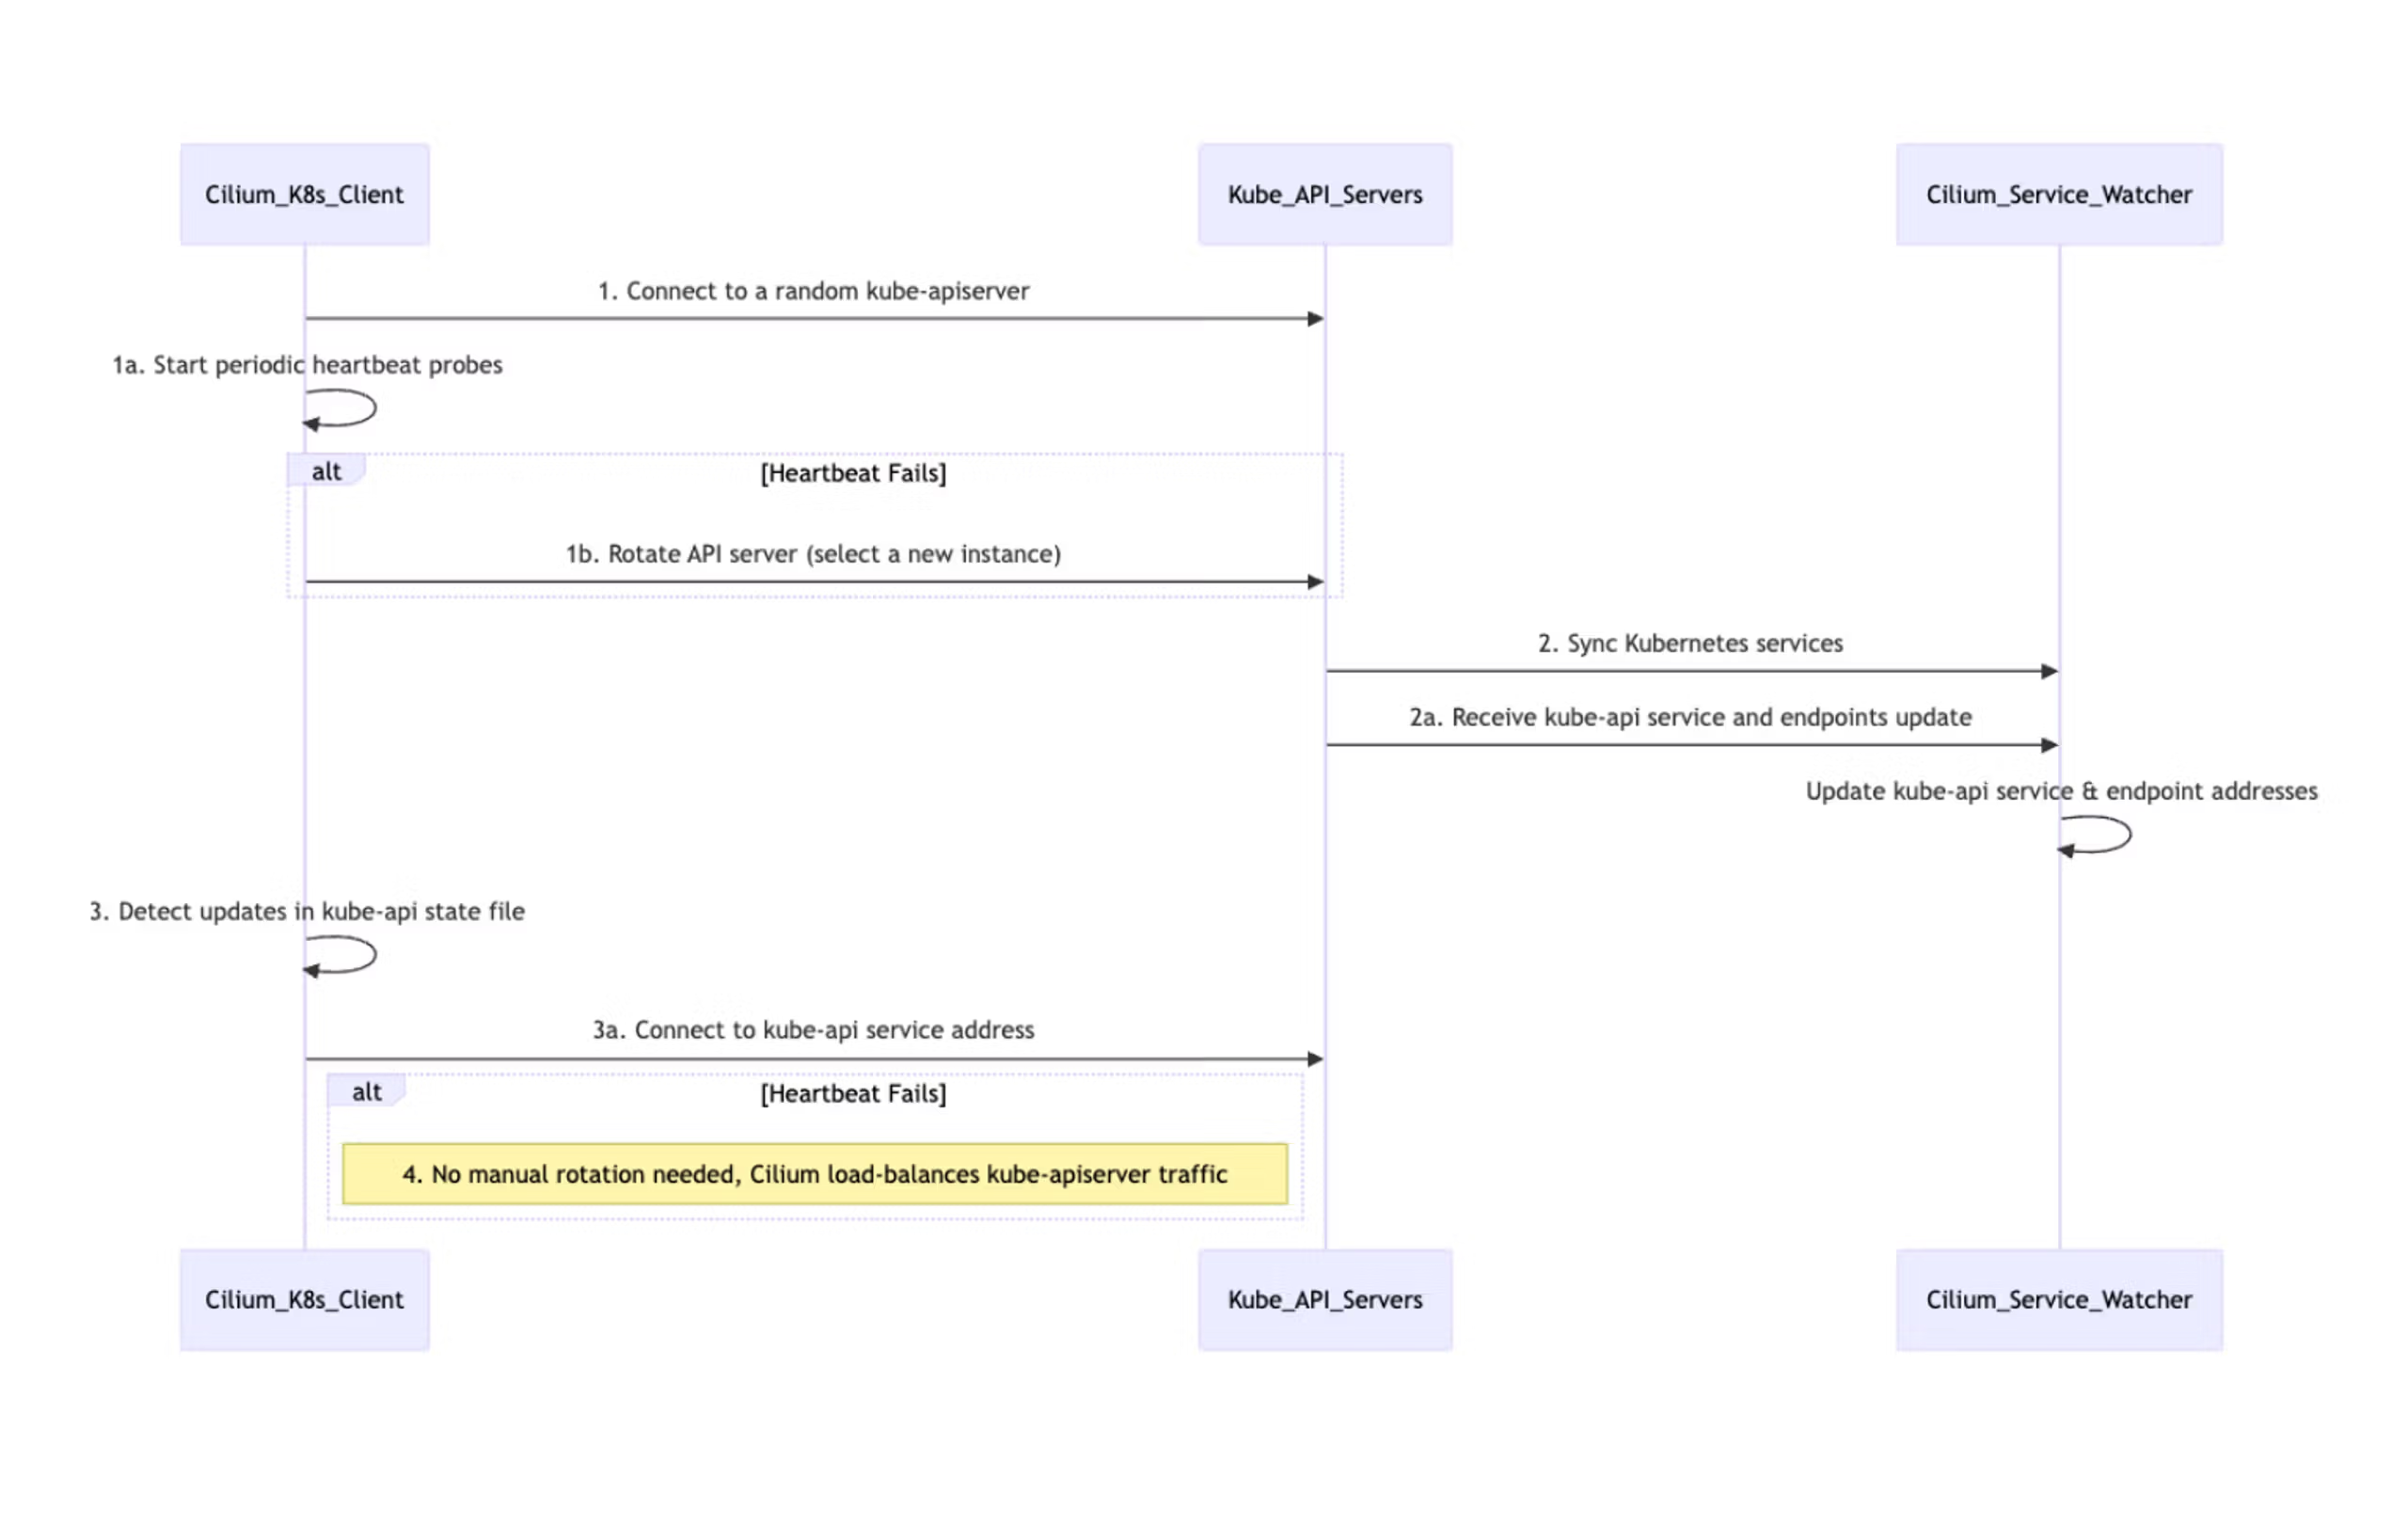 Cilium_K8s_Client
Kube_API_Servers
Cilium_Service_Watcher
1. Connect to a random kube-apiserver
1a. Start periodic heartbeat probes
alt
[Heartbeat Fails]
1b. Rotate API server (select a new instance)
2. Sync Kubernetes services
2a. Receive kube-api service and endpoints update
Update kube-api service & endpoint addresses
3. Detect updates in kube-api state file
3a. Connect to kube-api service address
alt
[Heartbeat Fails]
4. No manual rotation needed, Cilium load-balances kube-apiserver traffic
Cilium_K8s_Client
Kube_API_Servers
Cilium_Service_Watcher